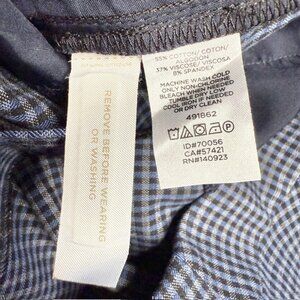 55% COTTON/ COTON/
ALGODON
37% VISCOSE/ VISCOSA
8% SPANDEX
MACHINE WASH COLD
ONLY NON-CHLORINE
BLEACH WHEN NEEDED
TUMBLE DRY LOW
COOL IRON IF NEEDED
OR DRY CLEAN
491862
ID#70056
CA#57421
RN#140923
REMOVE BEFORE WEARING
OR WASHING